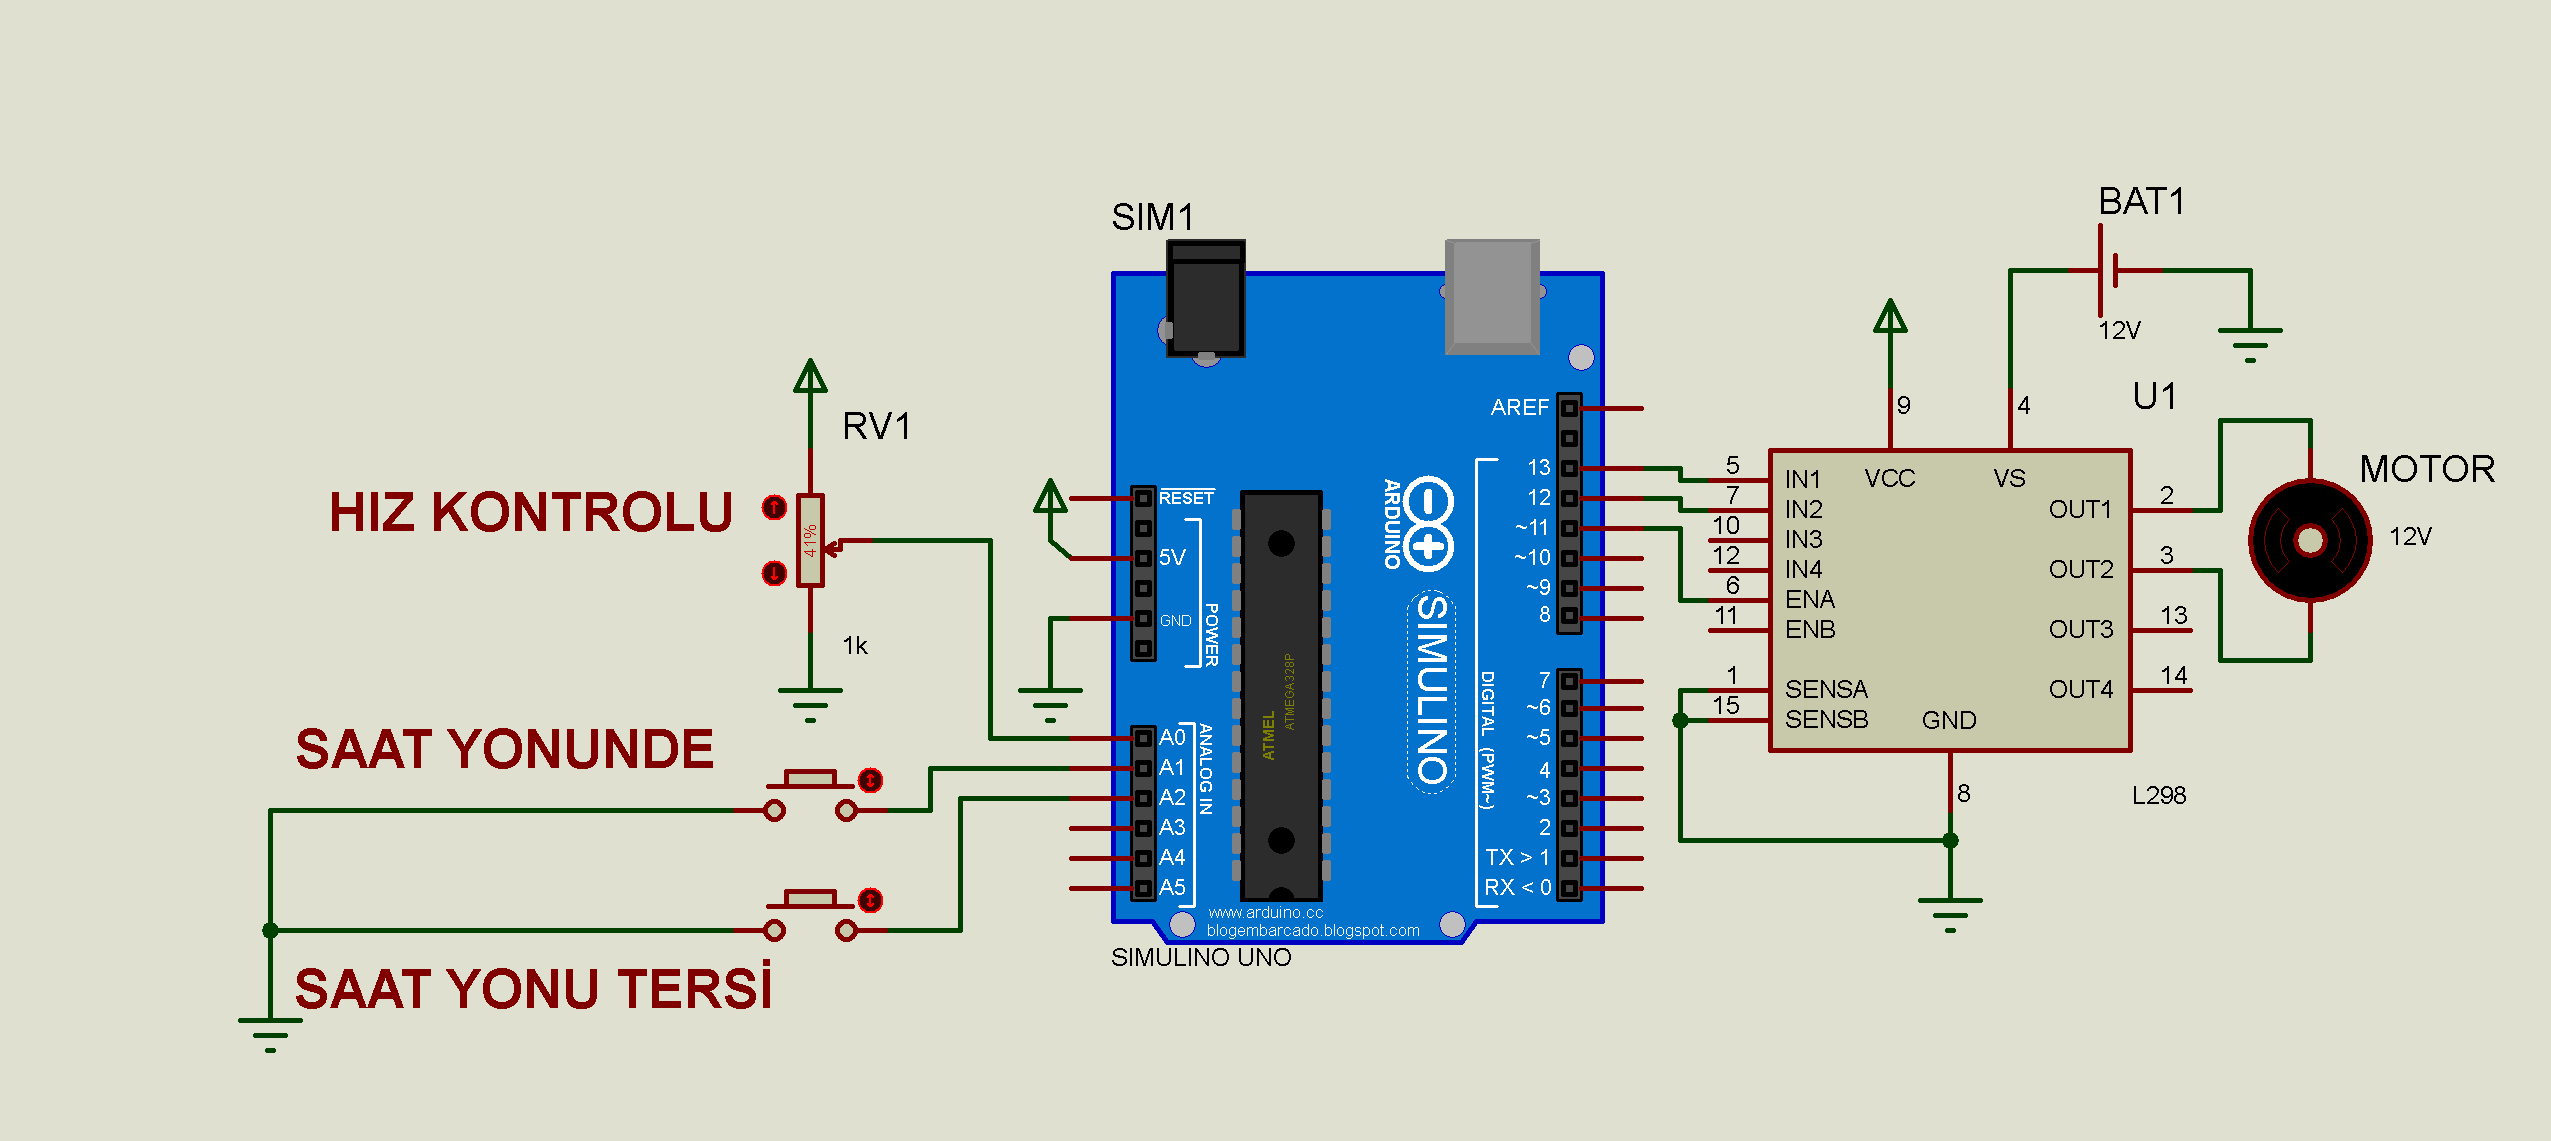 SIM1
BAT1
12V
U1
RV1
HIZ KONTROLU
41%
1k
SAAT YONUNDE
SAAT YONU TERSİ
RESET
5V
GND
POWER
A0
A1
A2
A3
A4
A5
ANALOG IN
ATMEL
ATMEGA328P
ARDUINO
SIMULINO
AREF
13
12
~11
~10
~9
8
7
~6
~5
4
~3
2
TX > 1
RX < 0
DIGITAL (PWM~)
www.arduino.cc
blogembarcado.blogspot.com
SIMULINO UNO
9
4
5
7
10
12
6
11
1
15
IN1
IN2
IN3
IN4
ENA
ENB
SENSA
SENSB
VCC
VS
GND
8
OUT1
OUT2
OUT3
OUT4
2
3
13
14
L298
MOTOR
12V